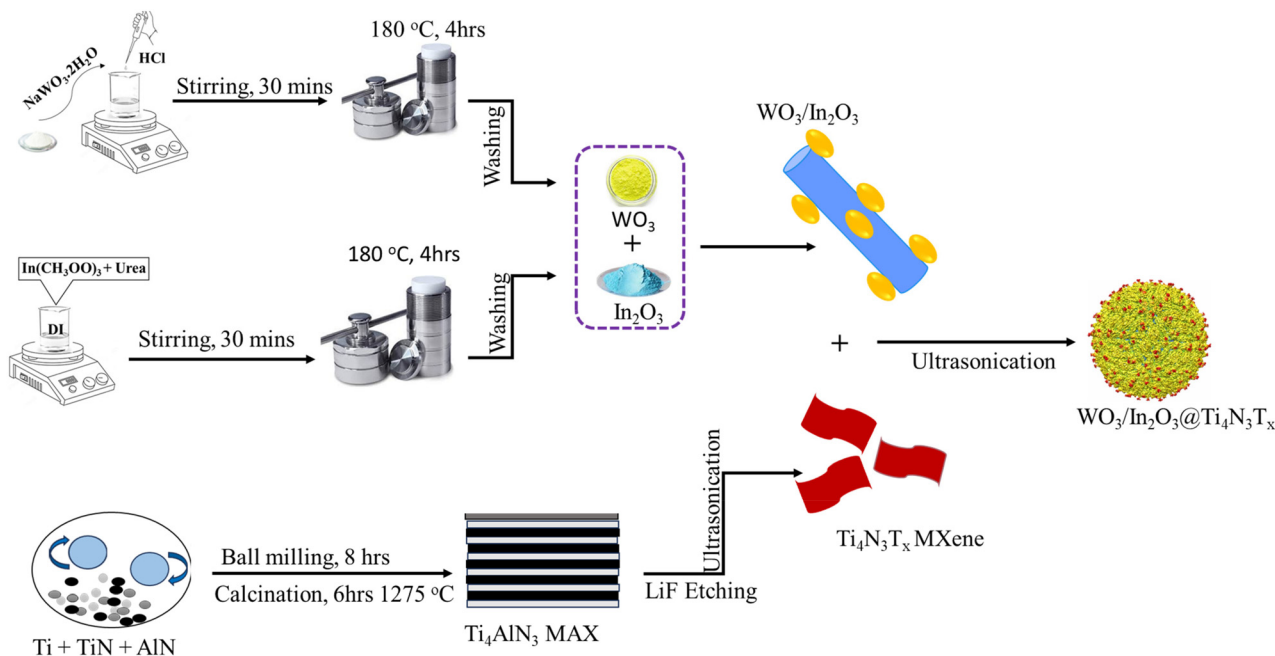 NaWO₃.2H₂O
HCl
Stirring, 30 mins
180 °C, 4hrs
Washing
WO₃
+
In₂O₃
WO₃/In₂O₃
In(CH₃OO)₃ + Urea
DI
Stirring, 30 mins
180 °C, 4hrs
Washing
+
Ultrasonication
WO₃/In₂O₃@Ti₄N₃Tₓ
Ti + TiN + AlN
Ball milling, 8 hrs
Calcination, 6hrs 1275 °C
Ti₄AlN₃ MAX
LiF Etching
Ultrasonication
Ti₄N₃Tₓ MXene